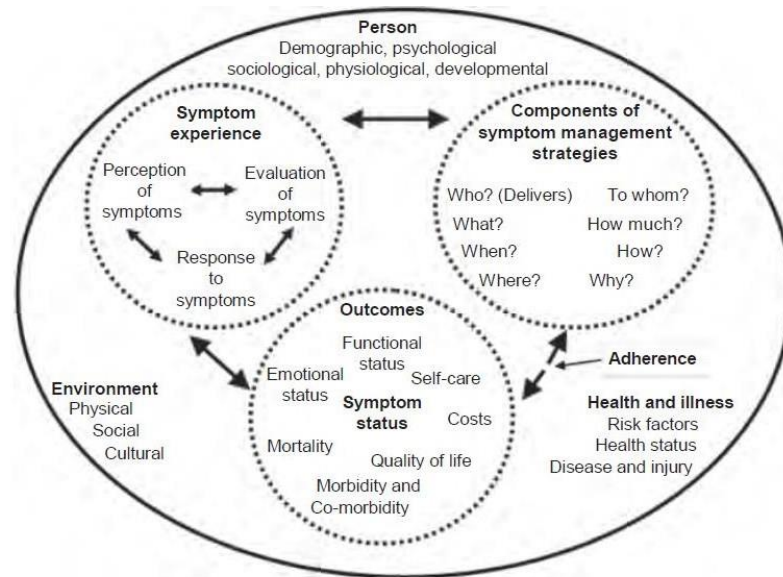 Person
Demographic, psychological
sociological, physiological, developmental
Symptom
experience
Perception
of
symptoms
Evaluation
of
symptoms
Response
to
symptoms
Components of
symptom management
strategies
Who? (Delivers)
To whom?
What?
How much?
When?
How?
Where?
Why?
Outcomes
Functional
status
Emotional
status
Self-care
Symptom
status
Costs
Mortality
Quality of life
Morbidity and
Co-morbidity
Adherence
Environment
Physical
Social
Cultural
Health and illness
Risk factors
Health status
Disease and injury